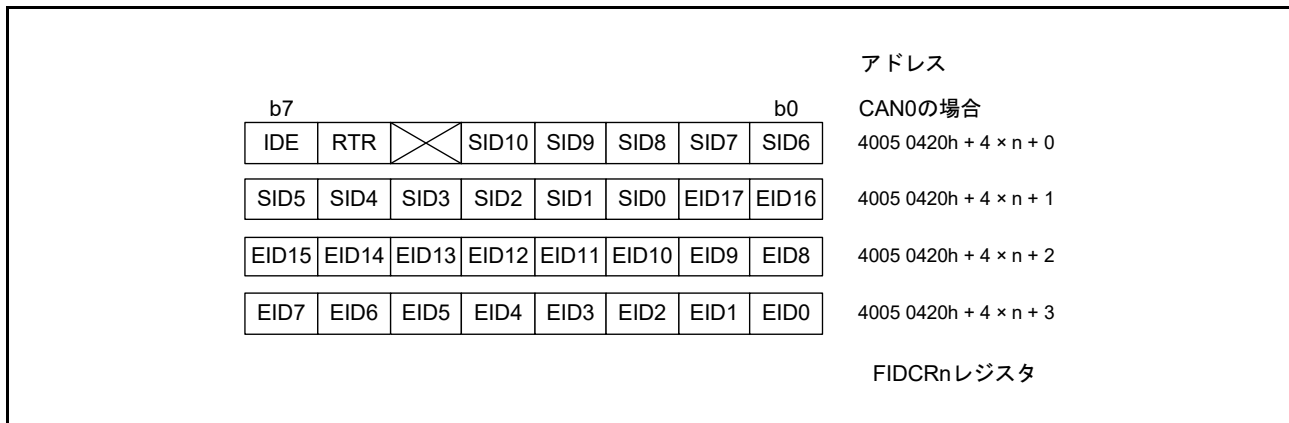 アドレス
b7 b0 CAN0の場合
IDE RTR SID10 SID9 SID8 SID7 SID6 4005 0420h + 4 × n + 0
SID5 SID4 SID3 SID2 SID1 SID0 EID17 EID16 4005 0420h + 4 × n + 1
EID15 EID14 EID13 EID12 EID11 EID10 EID9 EID8 4005 0420h + 4 × n + 2
EID7 EID6 EID5 EID4 EID3 EID2 EID1 EID0 4005 0420h + 4 × n + 3
FIDCRnレジスタ